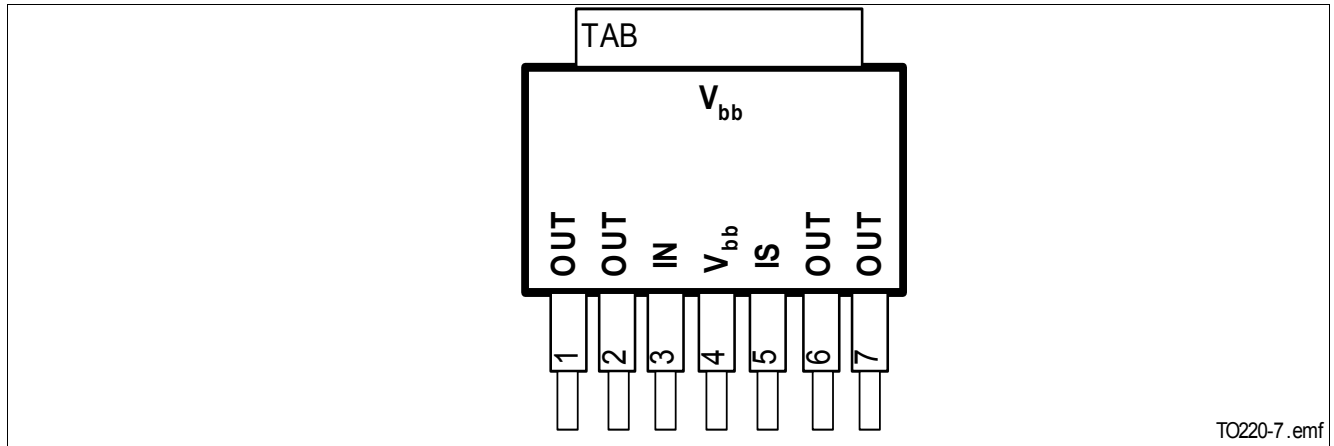 TAB
Vbb
OUT OUT IN Vbb IS OUT OUT
1 2 3 4 5 6 7
TO220-7.emf